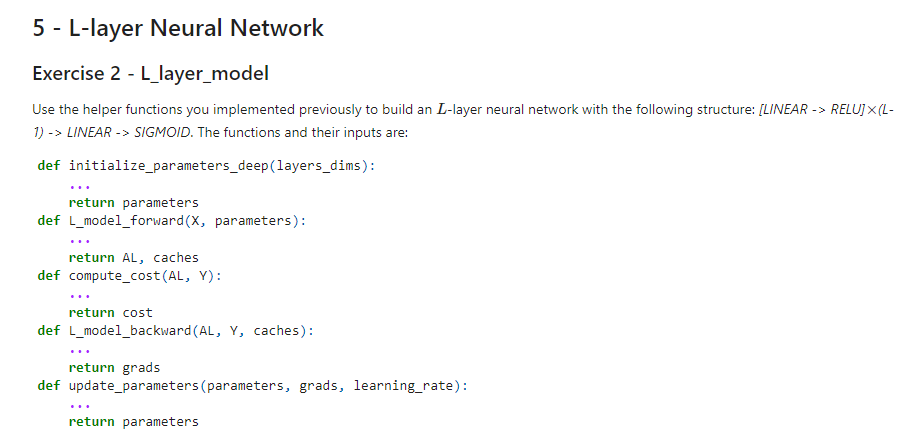 5 - L-layer Neural Network
Exercise 2 - L_layer_model
Use the helper functions you implemented previously to build an L-layer neural network with the following structure: [LINEAR -> RELU]×(L-
1) -> LINEAR -> SIGMOID. The functions and their inputs are:
def initialize_parameters_deep(layers_dims):
    ...
    return parameters
def L_model_forward(X, parameters):
    ...
    return AL, caches
def compute_cost(AL, Y):
    ...
    return cost
def L_model_backward(AL, Y, caches):
    ...
    return grads
def update_parameters(parameters, grads, learning_rate):
    ...
    return parameters